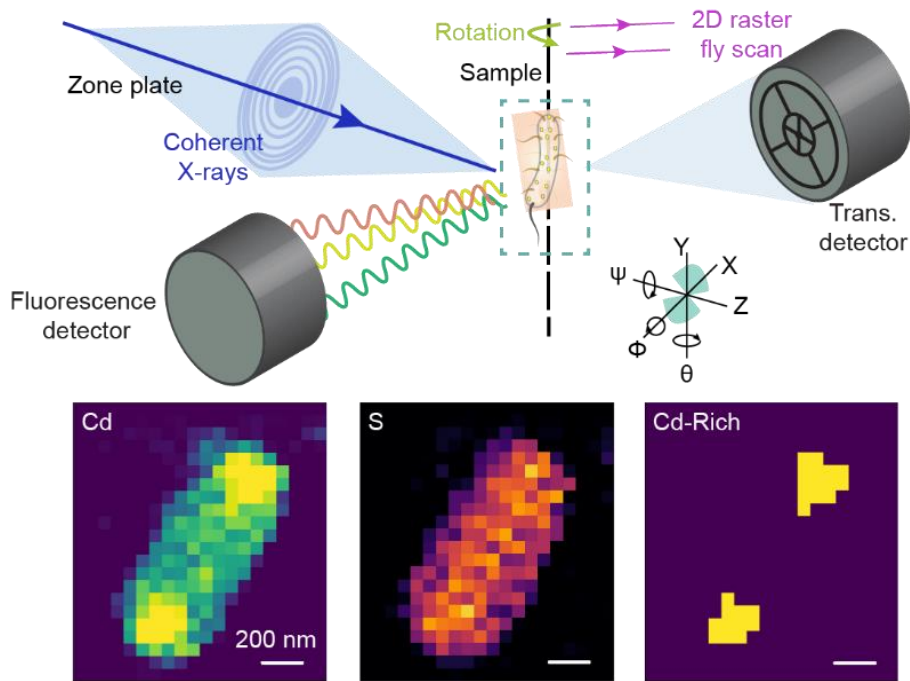 Rotation
2D raster
fly scan
Zone plate
Sample
Coherent
X-rays
Trans.
detector
Fluorescence
detector
Y
X
Ψ
Z
Φ
θ
Cd
S
Cd-Rich
200 nm